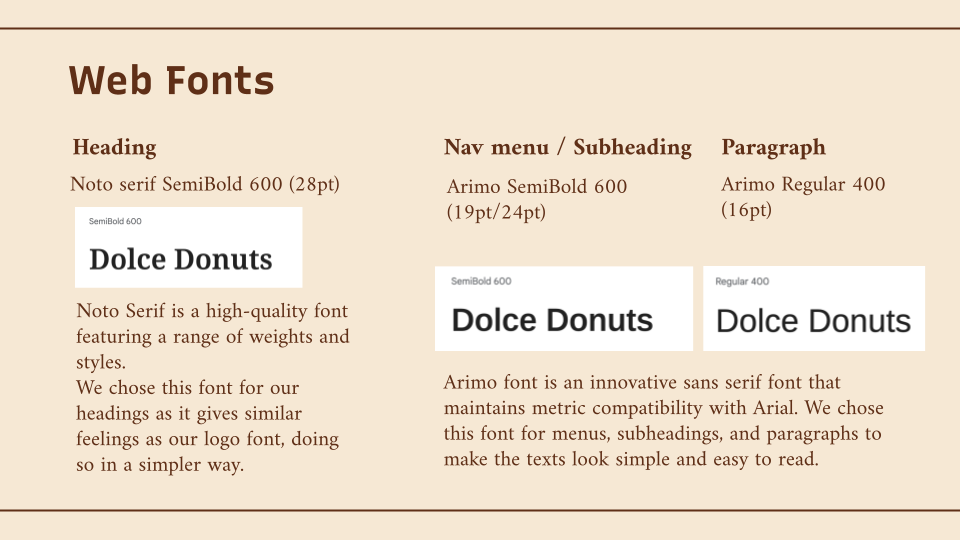 Web Fonts
Heading
Noto serif SemiBold 600 (28pt)
SemiBold 600
Dolce Donuts
Noto Serif is a high-quality font
featuring a range of weights and
styles.
We chose this font for our
headings as it gives similar
feelings as our logo font, doing
so in a simpler way.
Nav menu / Subheading
Arimo SemiBold 600
(19pt/24pt)
SemiBold 600
Dolce Donuts
Paragraph
Arimo Regular 400
(16pt)
Regular 400
Dolce Donuts
Arimo font is an innovative sans serif font that
maintains metric compatibility with Arial. We chose
this font for menus, subheadings, and paragraphs to
make the texts look simple and easy to read.